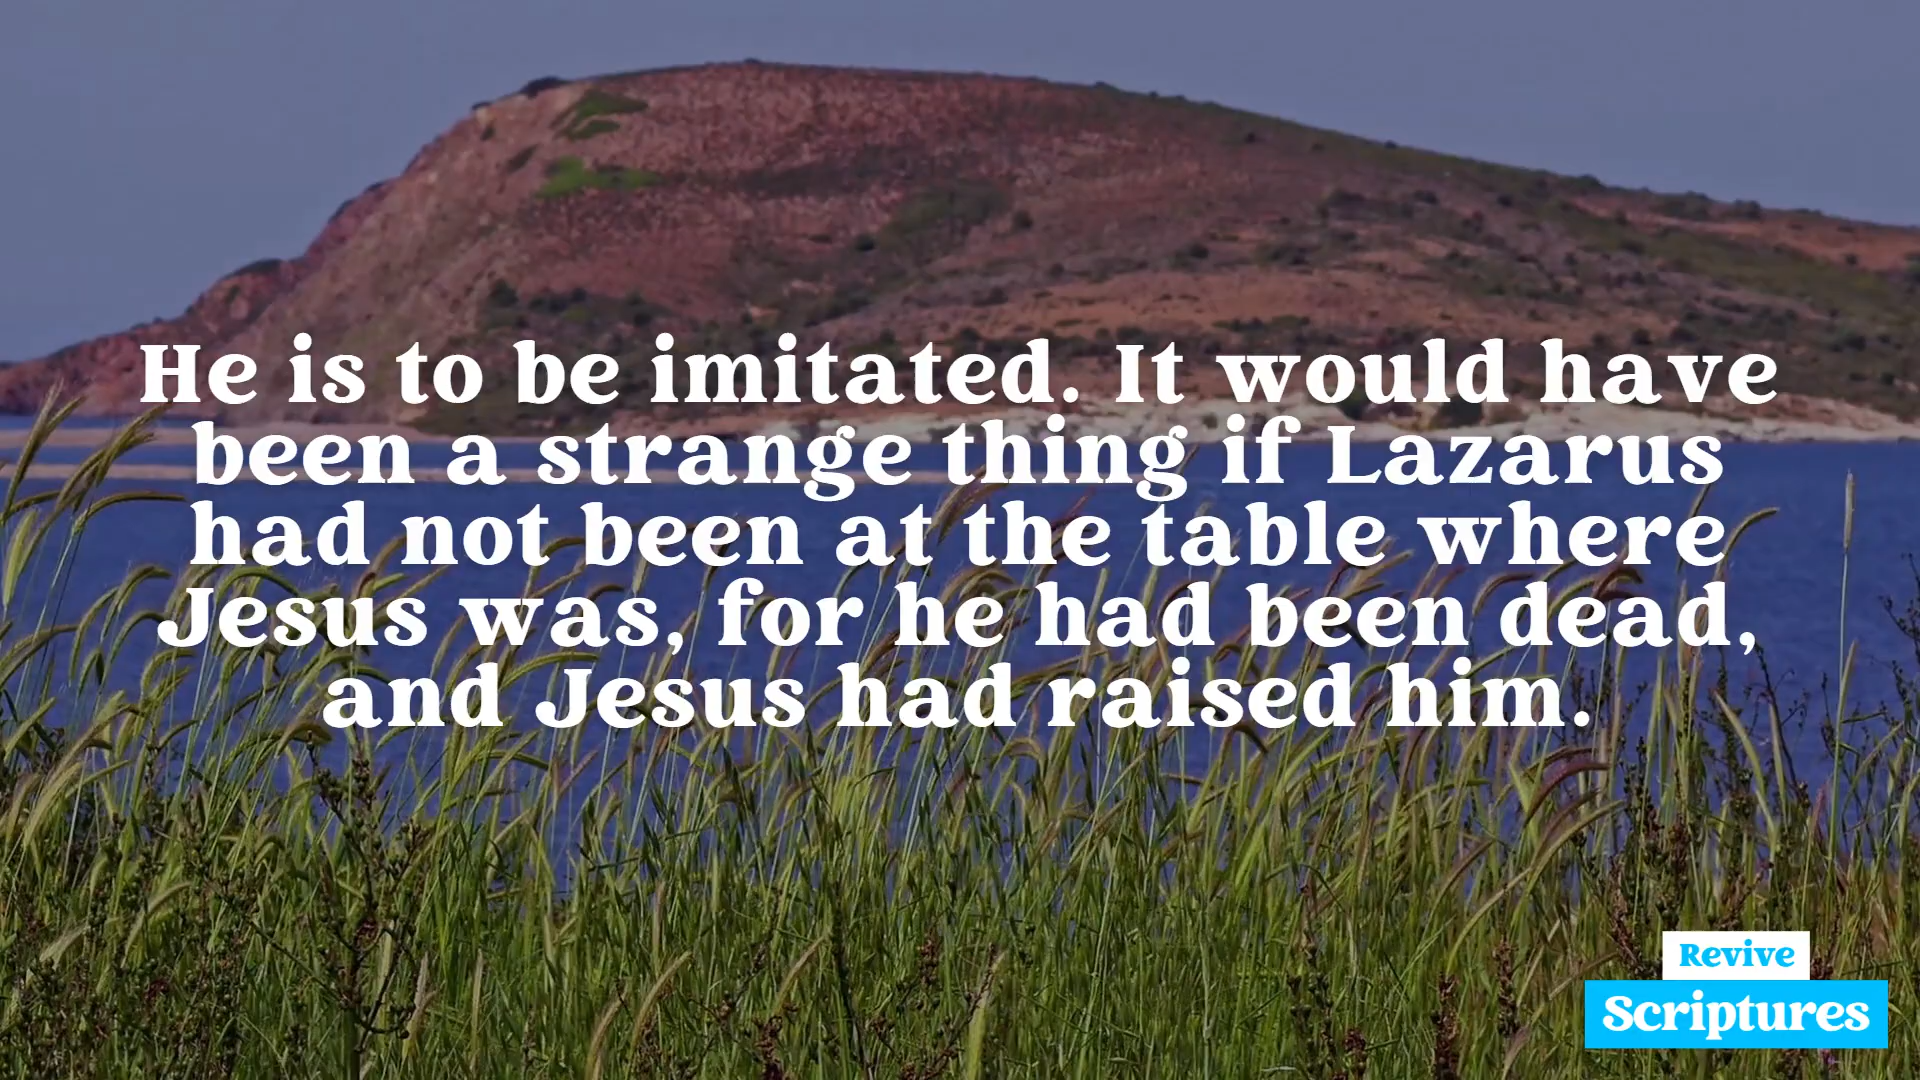 He is to be imitated. It would have
been a strange thing if Lazarus
had not been at the table where
Jesus was, for he had been dead,
and Jesus had raised him.
Revive
Scriptures